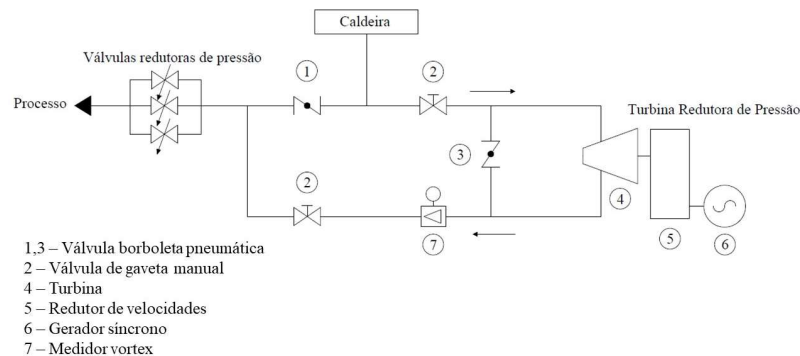 Caldeira
Válvulas redutoras de pressão
1
2
Processo
Turbina Redutora de Pressão
3
2
4
7
5
6
1,3 – Válvula borboleta pneumática
2 – Válvula de gaveta manual
4 – Turbina
5 – Redutor de velocidades
6 – Gerador síncrono
7 – Medidor vortex